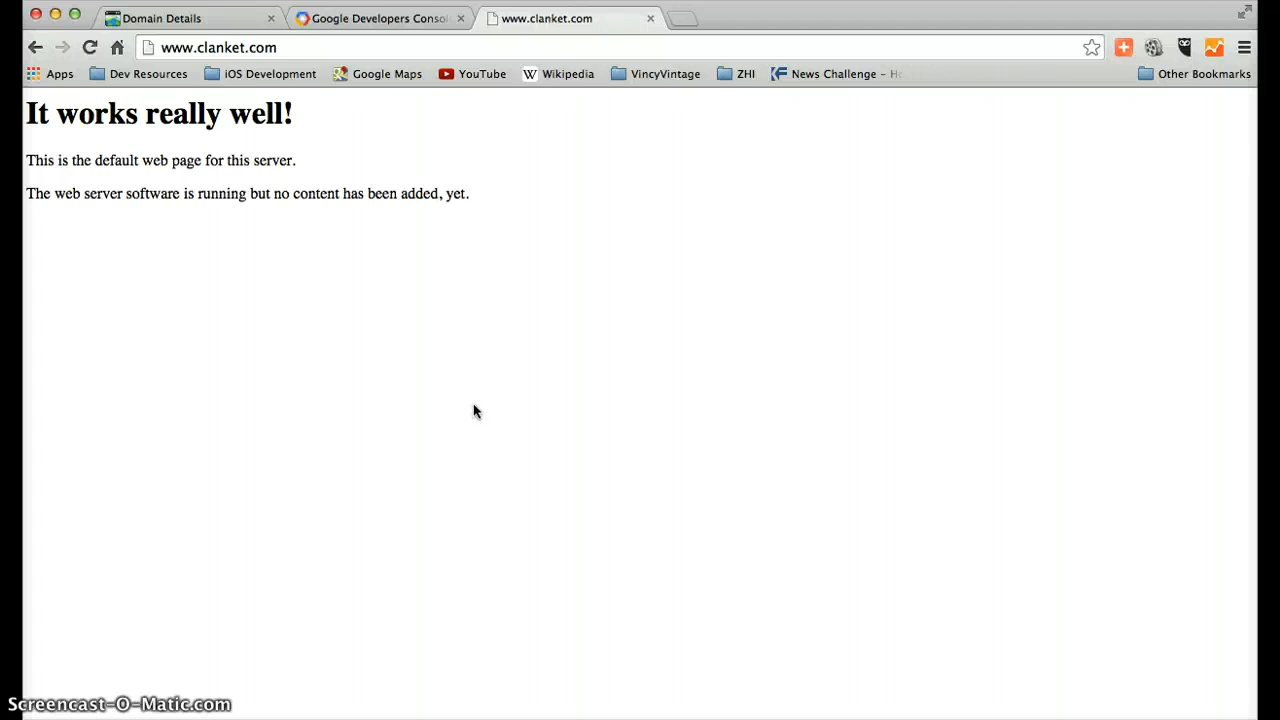 Domain Details
Google Developers Conso
www.clanket.com
www.clanket.com
Apps Dev Resources iOS Development Google Maps YouTube Wikipedia VincyVintage ZHI News Challenge – Other Bookmarks
It works really well!
This is the default web page for this server.
The web server software is running but no content has been added, yet.
Screencast-O-Matic.com